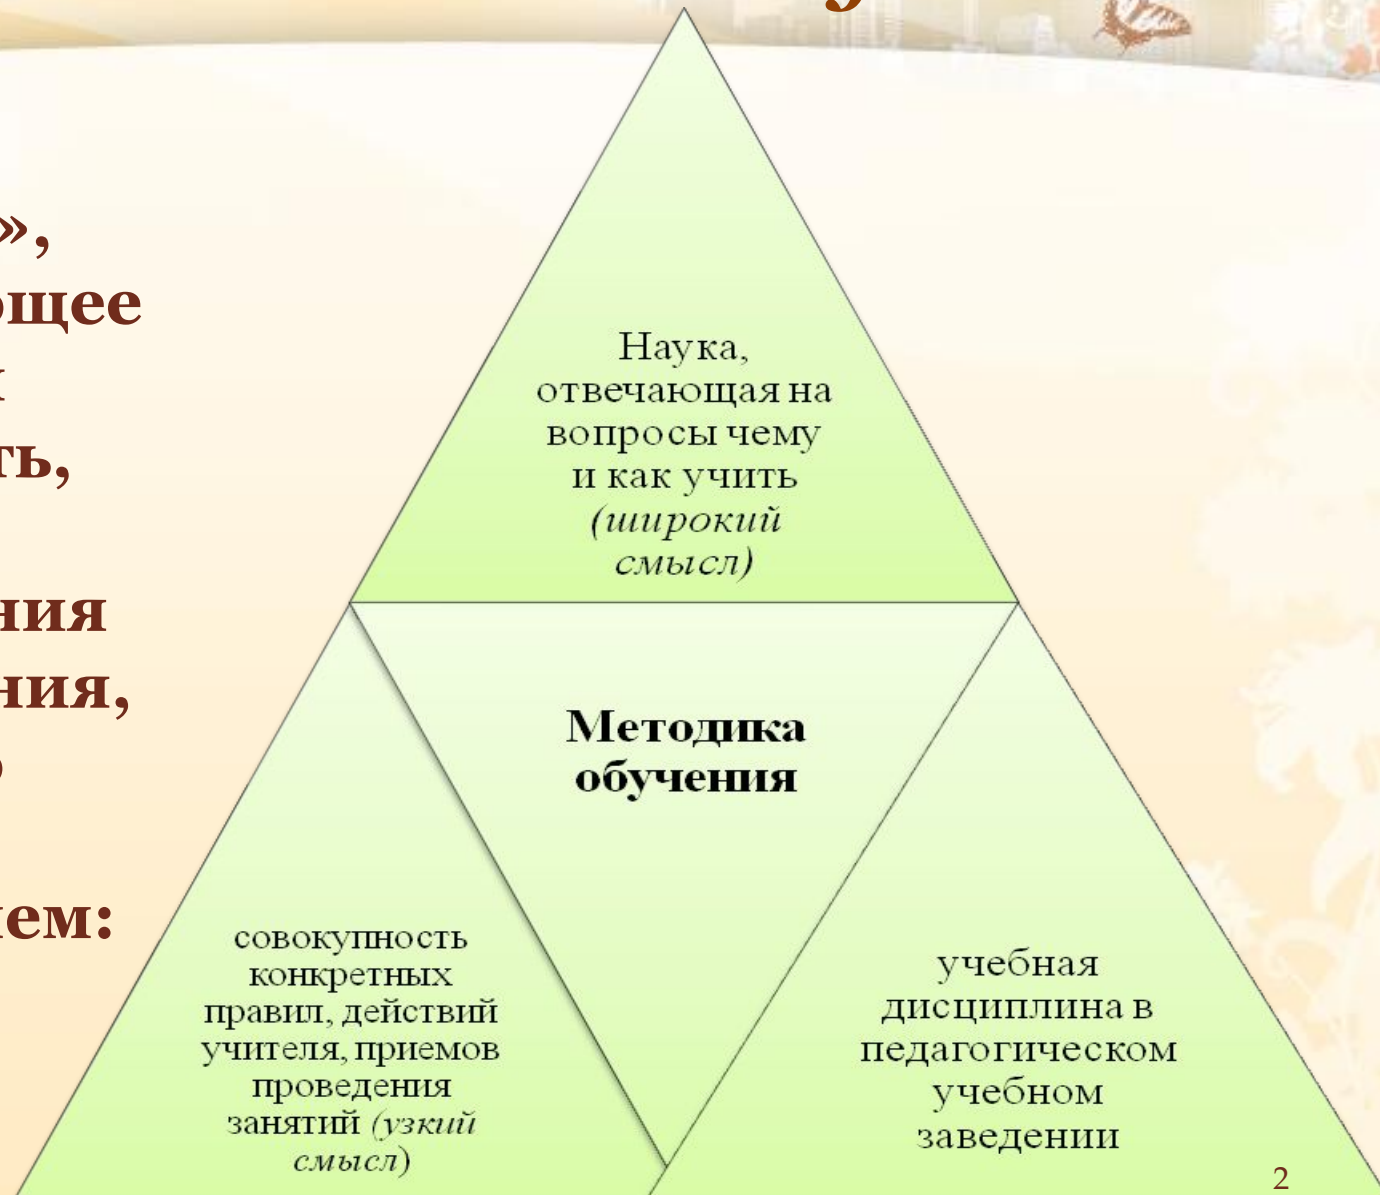 »,
ющее
ть,
ния
ния,
ием:
Наука,
отвечающая на
вопросы чему
и как учить
(широкий
смысл)
Методика
обучения
совокупность
конкретных
правил, действий
учителя, приемов
проведения
занятий (узкий
смысл)
учебная
дисциплина в
педагогическом
учебном
заведении
2